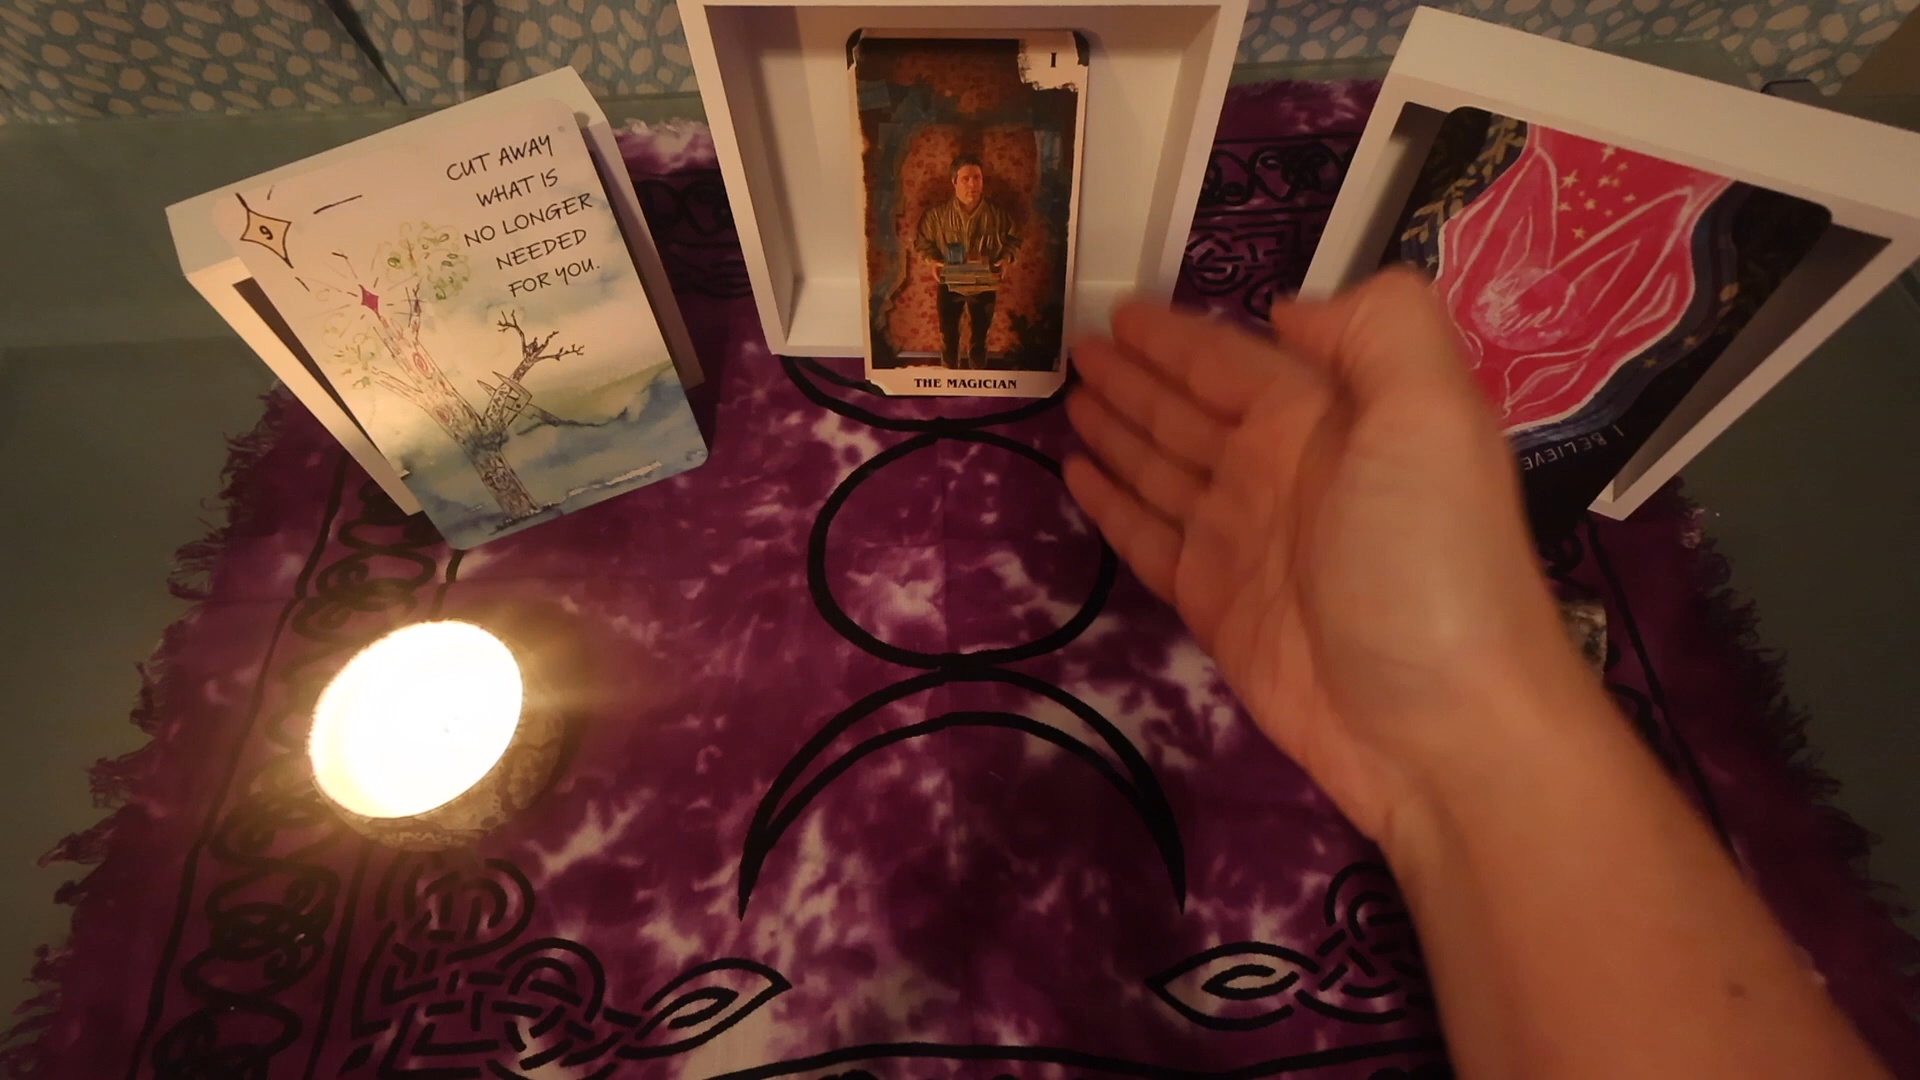 9
CUT AWAY
WHAT IS
NO LONGER
NEEDED
FOR YOU.
I
THE MAGICIAN
I BELIEVE